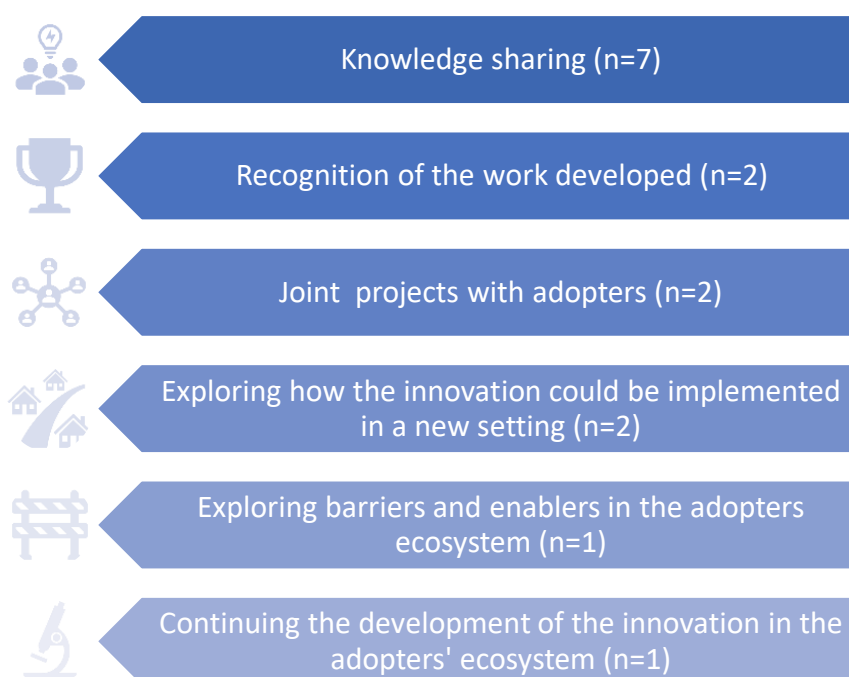 Knowledge sharing (n=7)
Recognition of the work developed (n=2)
Joint  projects with adopters (n=2)
Exploring how the innovation could be implemented
in a new setting (n=2)
Exploring barriers and enablers in the adopters
ecosystem (n=1)
Continuing the development of the innovation in the
adopters' ecosystem (n=1)